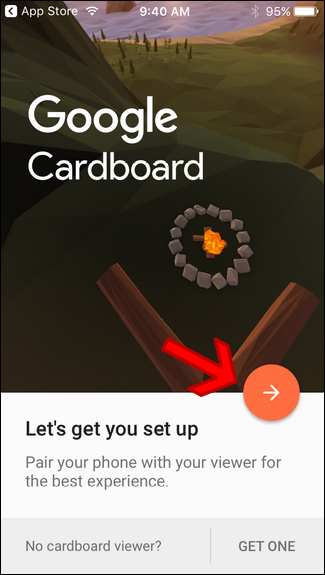 App Store 9:40 AM 95%
Google
Cardboard
Let's get you set up
Pair your phone with your viewer for
the best experience.
No cardboard viewer? GET ONE